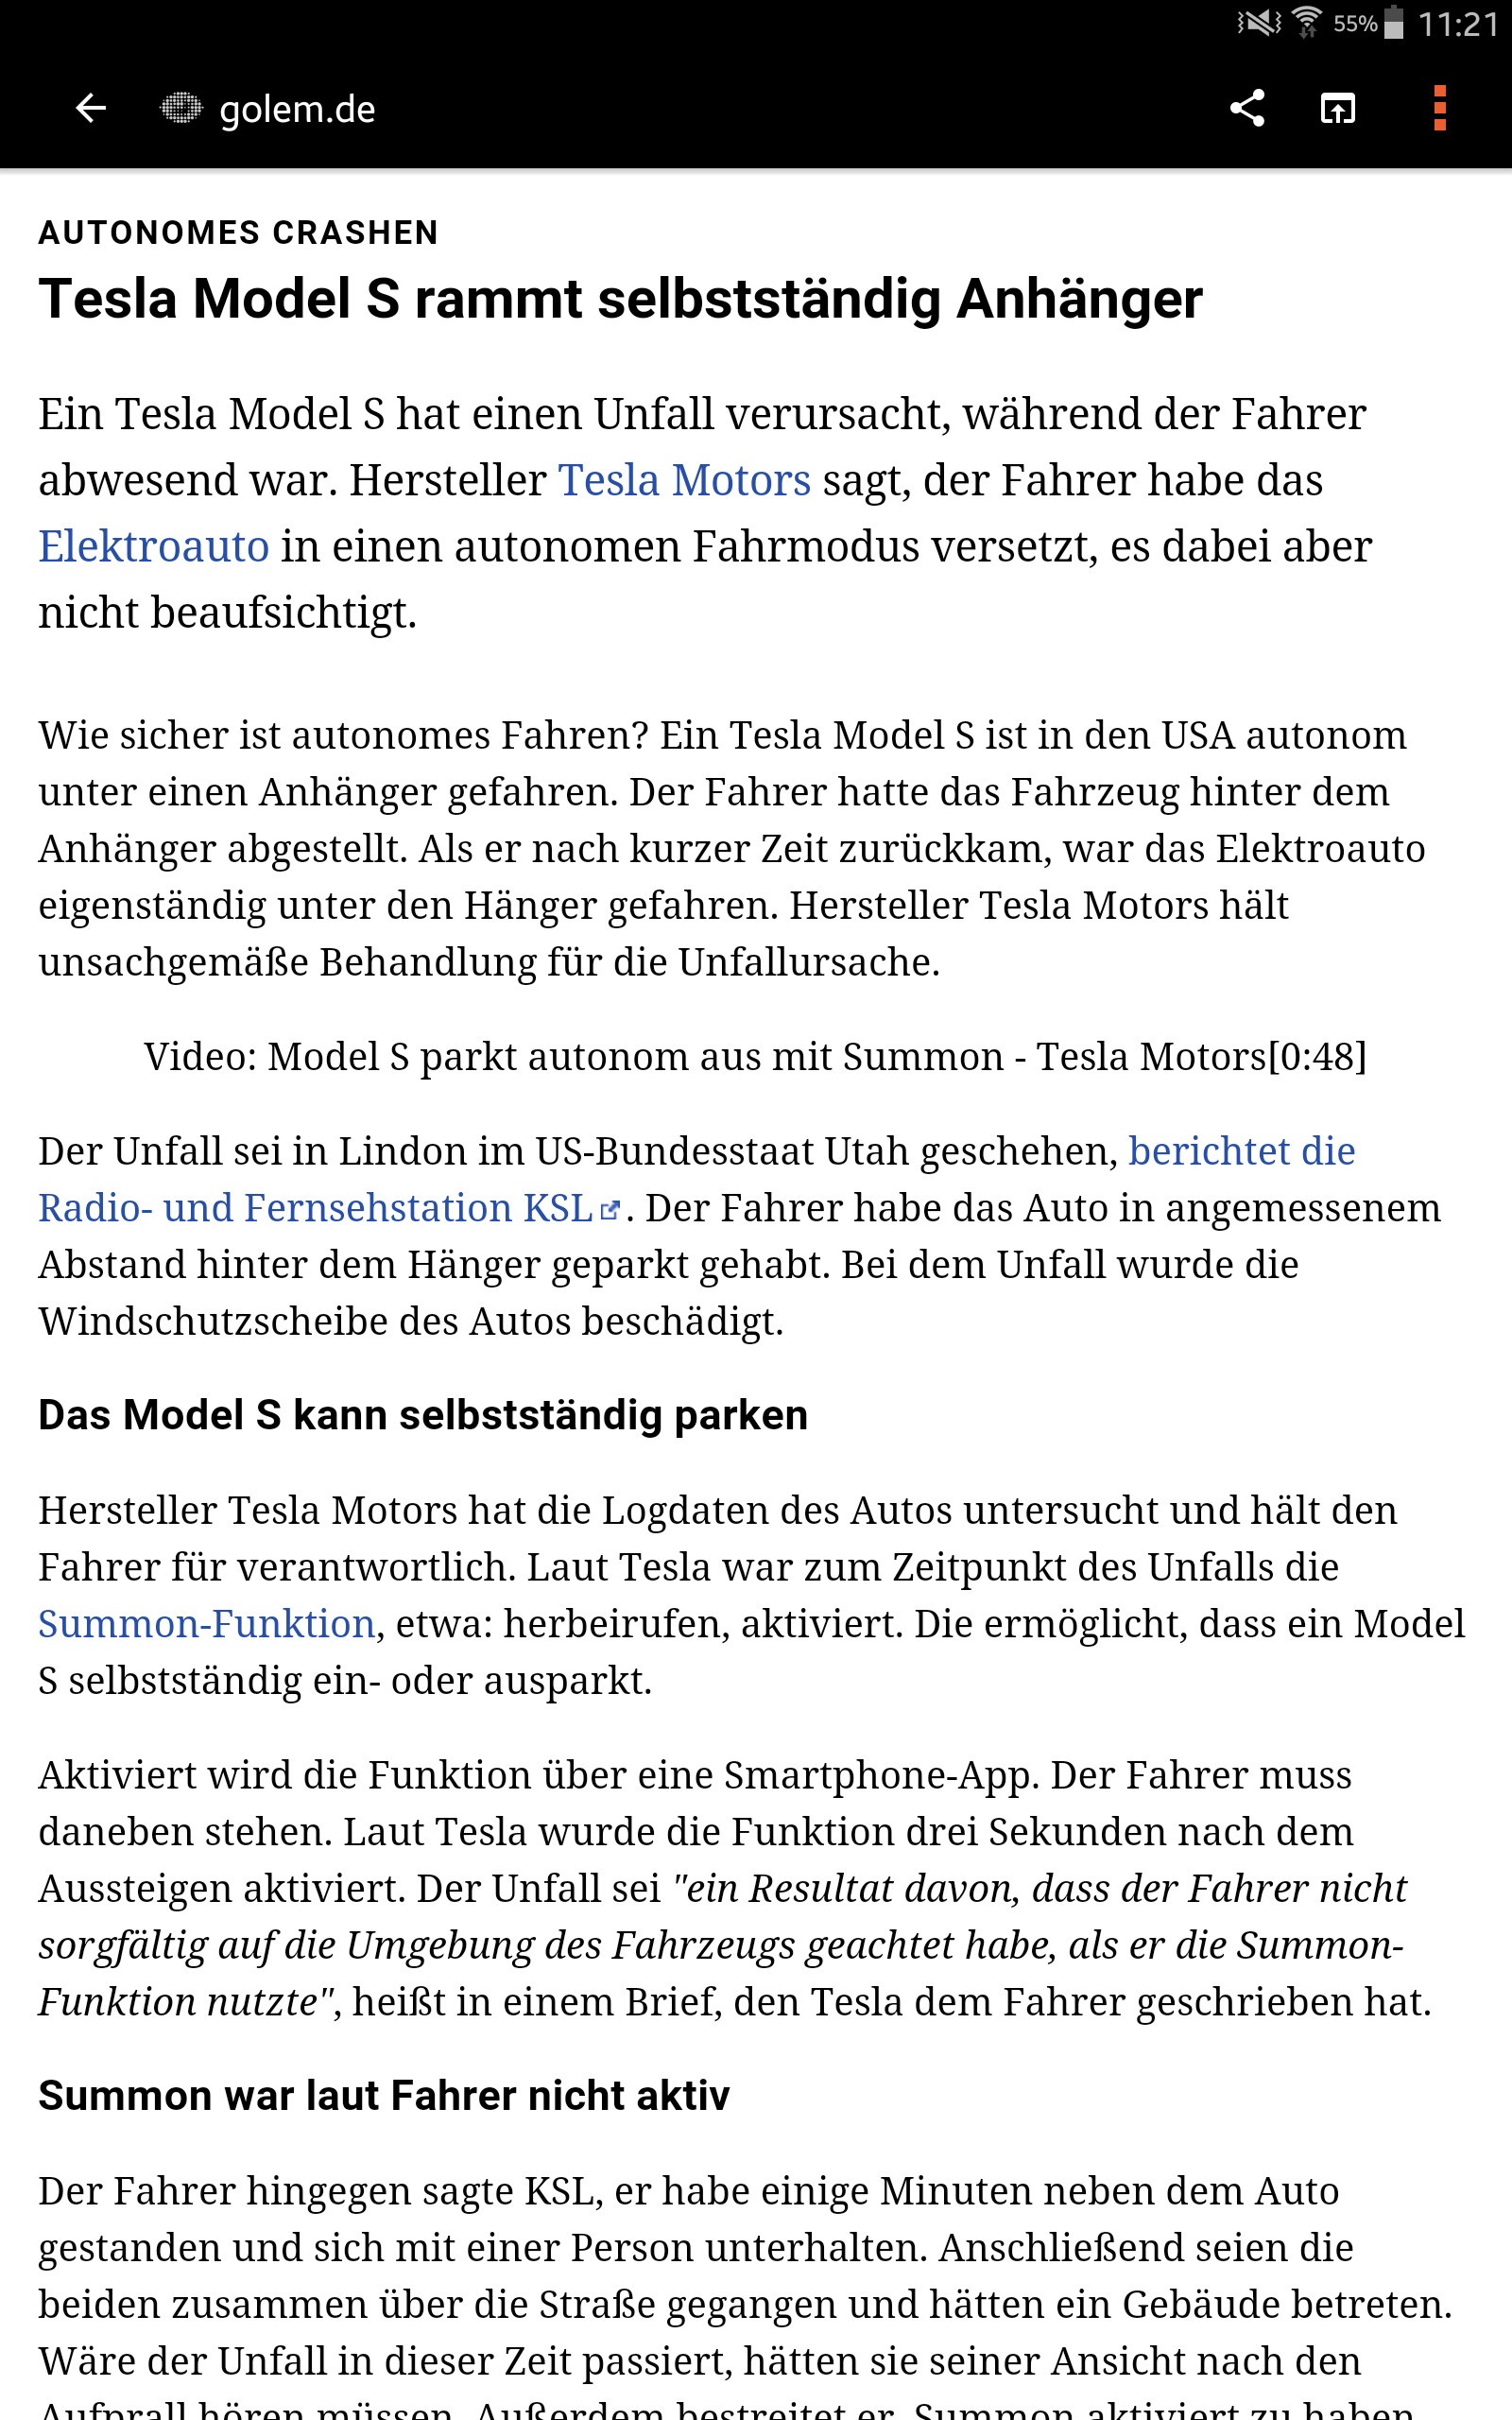 55% 11:21
golem.de
AUTONOMES CRASHEN
Tesla Model S rammt selbstständig Anhänger
Ein Tesla Model S hat einen Unfall verursacht, während der Fahrer
abwesend war. Hersteller Tesla Motors sagt, der Fahrer habe das
Elektroauto in einen autonomen Fahrmodus versetzt, es dabei aber
nicht beaufsichtigt.
Wie sicher ist autonomes Fahren? Ein Tesla Model S ist in den USA autonom
unter einen Anhänger gefahren. Der Fahrer hatte das Fahrzeug hinter dem
Anhänger abgestellt. Als er nach kurzer Zeit zurückkam, war das Elektroauto
eigenständig unter den Hänger gefahren. Hersteller Tesla Motors hält
unsachgemäße Behandlung für die Unfallursache.
Video: Model S parkt autonom aus mit Summon - Tesla Motors[0:48]
Der Unfall sei in Lindon im US-Bundesstaat Utah geschehen, berichtet die
Radio- und Fernsehstation KSL. Der Fahrer habe das Auto in angemessenem
Abstand hinter dem Hänger geparkt gehabt. Bei dem Unfall wurde die
Windschutzscheibe des Autos beschädigt.
Das Model S kann selbstständig parken
Hersteller Tesla Motors hat die Logdaten des Autos untersucht und hält den
Fahrer für verantwortlich. Laut Tesla war zum Zeitpunkt des Unfalls die
Summon-Funktion, etwa: herbeirufen, aktiviert. Die ermöglicht, dass ein Model
S selbstständig ein- oder ausparkt.
Aktiviert wird die Funktion über eine Smartphone-App. Der Fahrer muss
daneben stehen. Laut Tesla wurde die Funktion drei Sekunden nach dem
Aussteigen aktiviert. Der Unfall sei "ein Resultat davon, dass der Fahrer nicht
sorgfältig auf die Umgebung des Fahrzeugs geachtet habe, als er die Summon-
Funktion nutzte", heißt in einem Brief, den Tesla dem Fahrer geschrieben hat.
Summon war laut Fahrer nicht aktiv
Der Fahrer hingegen sagte KSL, er habe einige Minuten neben dem Auto
gestanden und sich mit einer Person unterhalten. Anschließend seien die
beiden zusammen über die Straße gegangen und hätten ein Gebäude betreten.
Wäre der Unfall in dieser Zeit passiert, hätten sie seiner Ansicht nach den
Aufprall hören müssen. Außerdem bestreitet er, Summon aktiviert zu haben